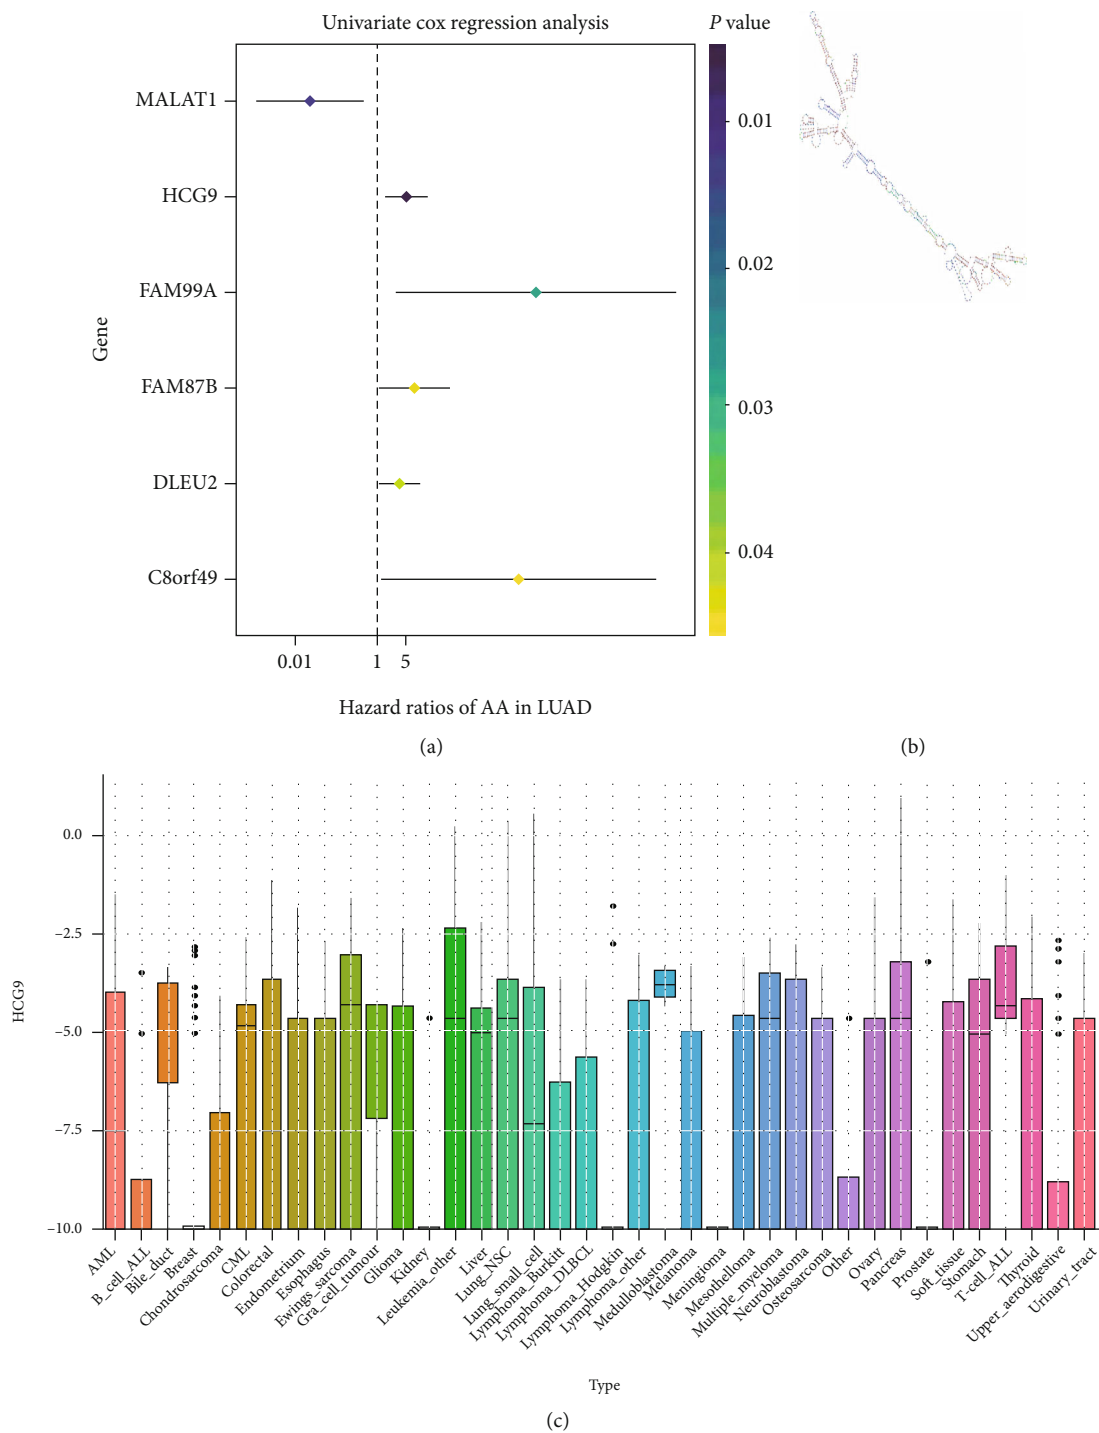 Univariate cox regression analysis
P value
MALAT1
HCG9
FAM99A
FAM87B
DLEU2
C8orf49
Gene
0.01
1
5
Hazard ratios of AA in LUAD
0.01
0.02
0.03
0.04
(a)
(b)
HCG9
0.0
−2.5
−5.0
−7.5
−10.0
AML
B_cell_ALL
Bile_duct
Breast
Chondrosarcoma
CML
Colorectal
Endometrium
Esophagus
Ewings_sarcoma
Gra_cell_tumour
Glioma
Kidney
Leukemia_other
Liver
Lung_NSC
Lung_small_cell
Lymphoma_Burkitt
Lymphoma_DLBCL
Lymphoma_Hodgkin
Lymphoma_other
Medulloblastoma
Melanoma
Meningioma
Mesothelioma
Multiple_myeloma
Neuroblastoma
Osteosarcoma
Other
Ovary
Pancreas
Prostate
Soft_tissue
Stomach
T-cell_ALL
Thyroid
Upper_aerodigestive
Urinary_tract
Type
(c)